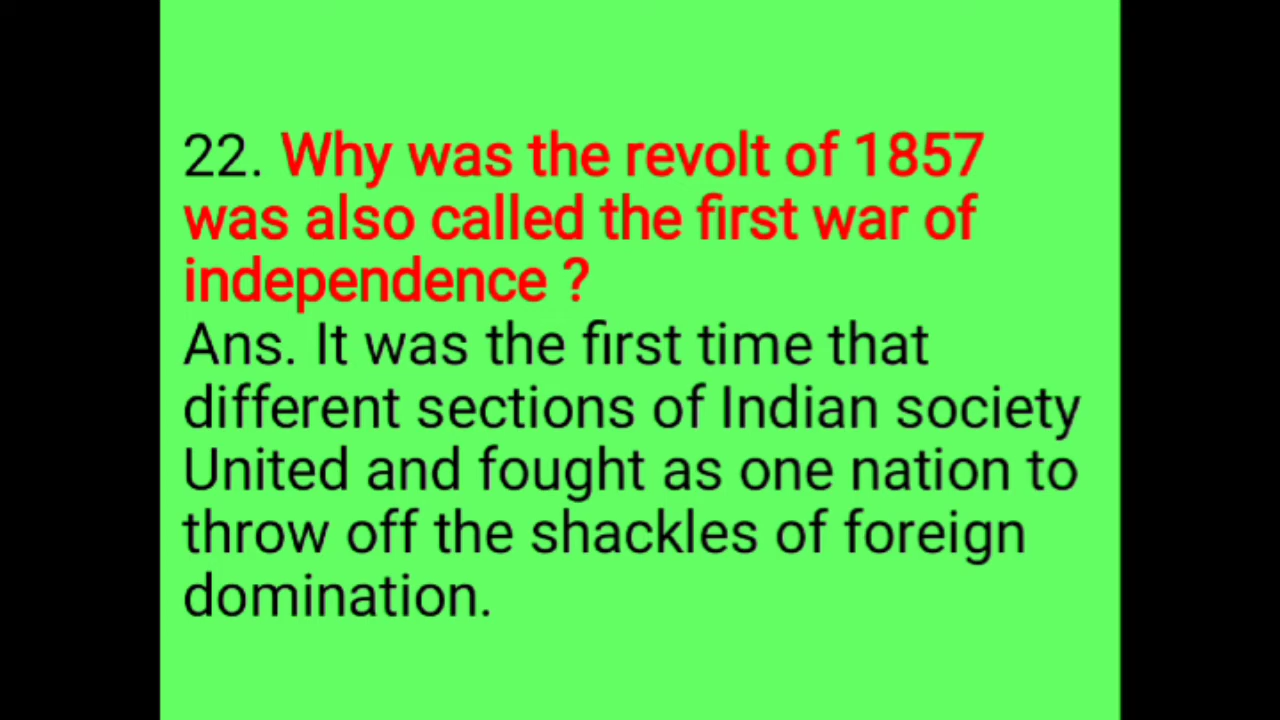 22. Why was the revolt of 1857
was also called the first war of
independence ?
Ans. It was the first time that
different sections of Indian society
United and fought as one nation to
throw off the shackles of foreign
domination.